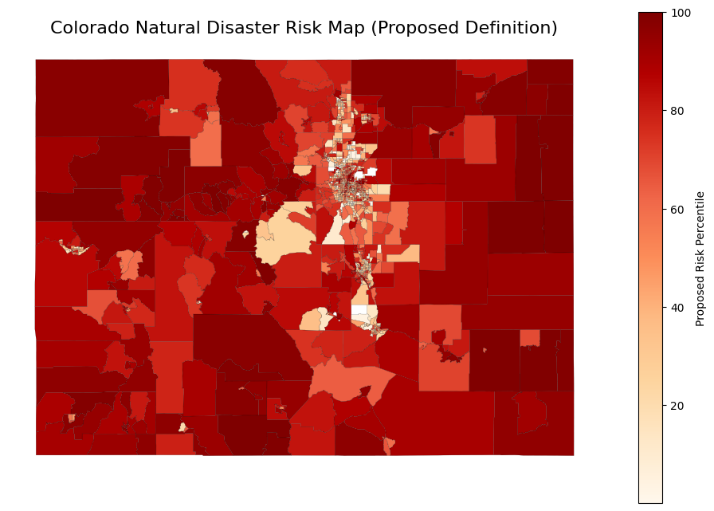 Colorado Natural Disaster Risk Map (Proposed Definition)
100
80
60
40
20
Proposed Risk Percentile